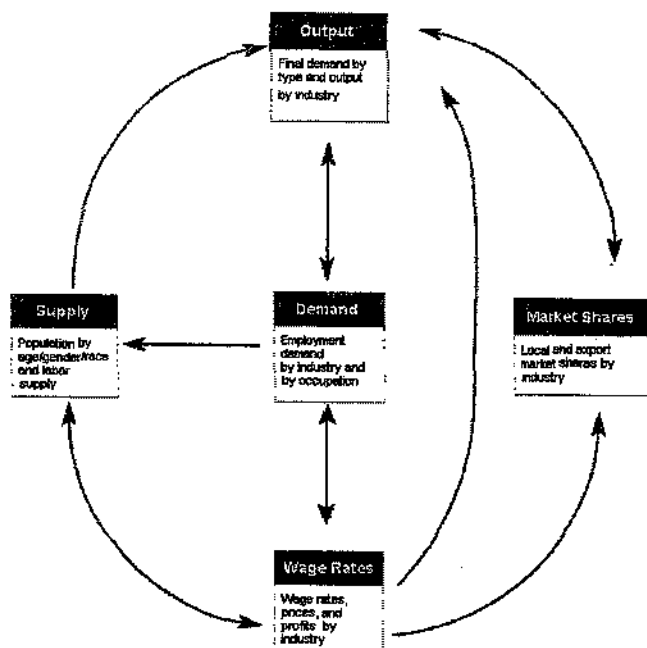 Output
Final demand by
type and output
by industry
Supply
Population by
age/gender/race
and labor
supply
Demand
Employment
demand
by industry and
by occupation
Market Shares
Local and export
market shares by
industry
Wage Rates
Wage rates,
prices, and
profits by
industry